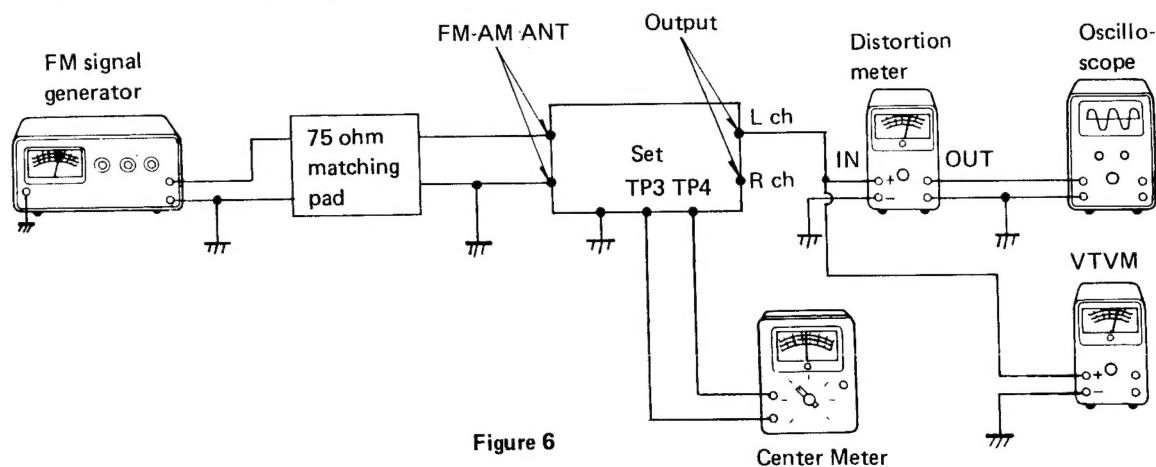 FM signal
generator
75 ohm
matching
pad
FM-AM ANT
Set
TP3 TP4
Output
L ch
R ch
Distortion
meter
IN
OUT
+
−
Oscillo-
scope
VTVM
+
−
Center Meter
Figure 6